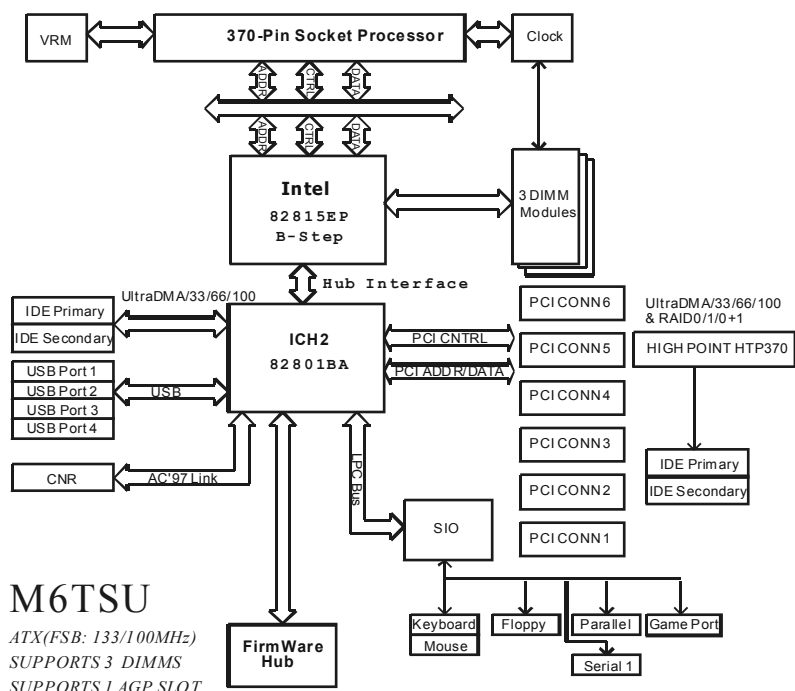 VRM
370-Pin Socket Processor
Clock
ADDR
CTRL
DATA
ADDR
CTRL
DATA
Intel
82815EP
B-Step
3 DIMM
Modules
Hub Interface
UltraDMA/33/66/100
IDE Primary
IDE Secondary
ICH2
82801BA
PCI CNTRL
PCI ADDR/DATA
PCI CONN6
PCI CONN5
PCI CONN4
PCI CONN3
PCI CONN2
PCI CONN1
UltraDMA/33/66/100
& RAID0/1/0+1
HIGH POINT HTP370
IDE Primary
IDE Secondary
USB Port 1
USB Port 2
USB Port 3
USB Port 4
USB
CNR
AC'97 Link
LPC Bus
SIO
Keyboard
Mouse
Floppy
Parallel
Game Port
Serial 1
FirmWare
Hub
M6TSU
ATX(FSB: 133/100MHz)
SUPPORTS 3 DIMMS
SUPPORTS 1 AGP SLOT